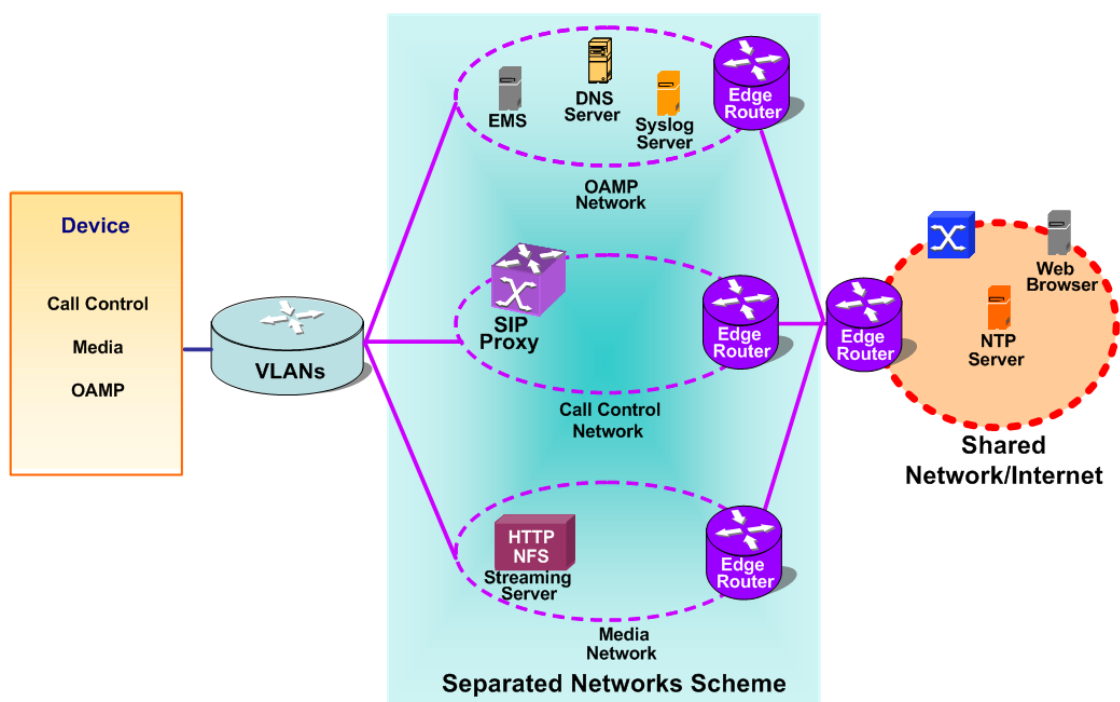 Device
Call Control
Media
OAMP
VLANs
EMS
DNS
Server
Syslog
Server
Edge
Router
OAMP
Network
SIP
Proxy
Edge
Router
Call Control
Network
HTTP
NFS
Streaming
Server
Edge
Router
Media
Network
Separated Networks Scheme
Edge
Router
Web
Browser
NTP
Server
Shared
Network/Internet